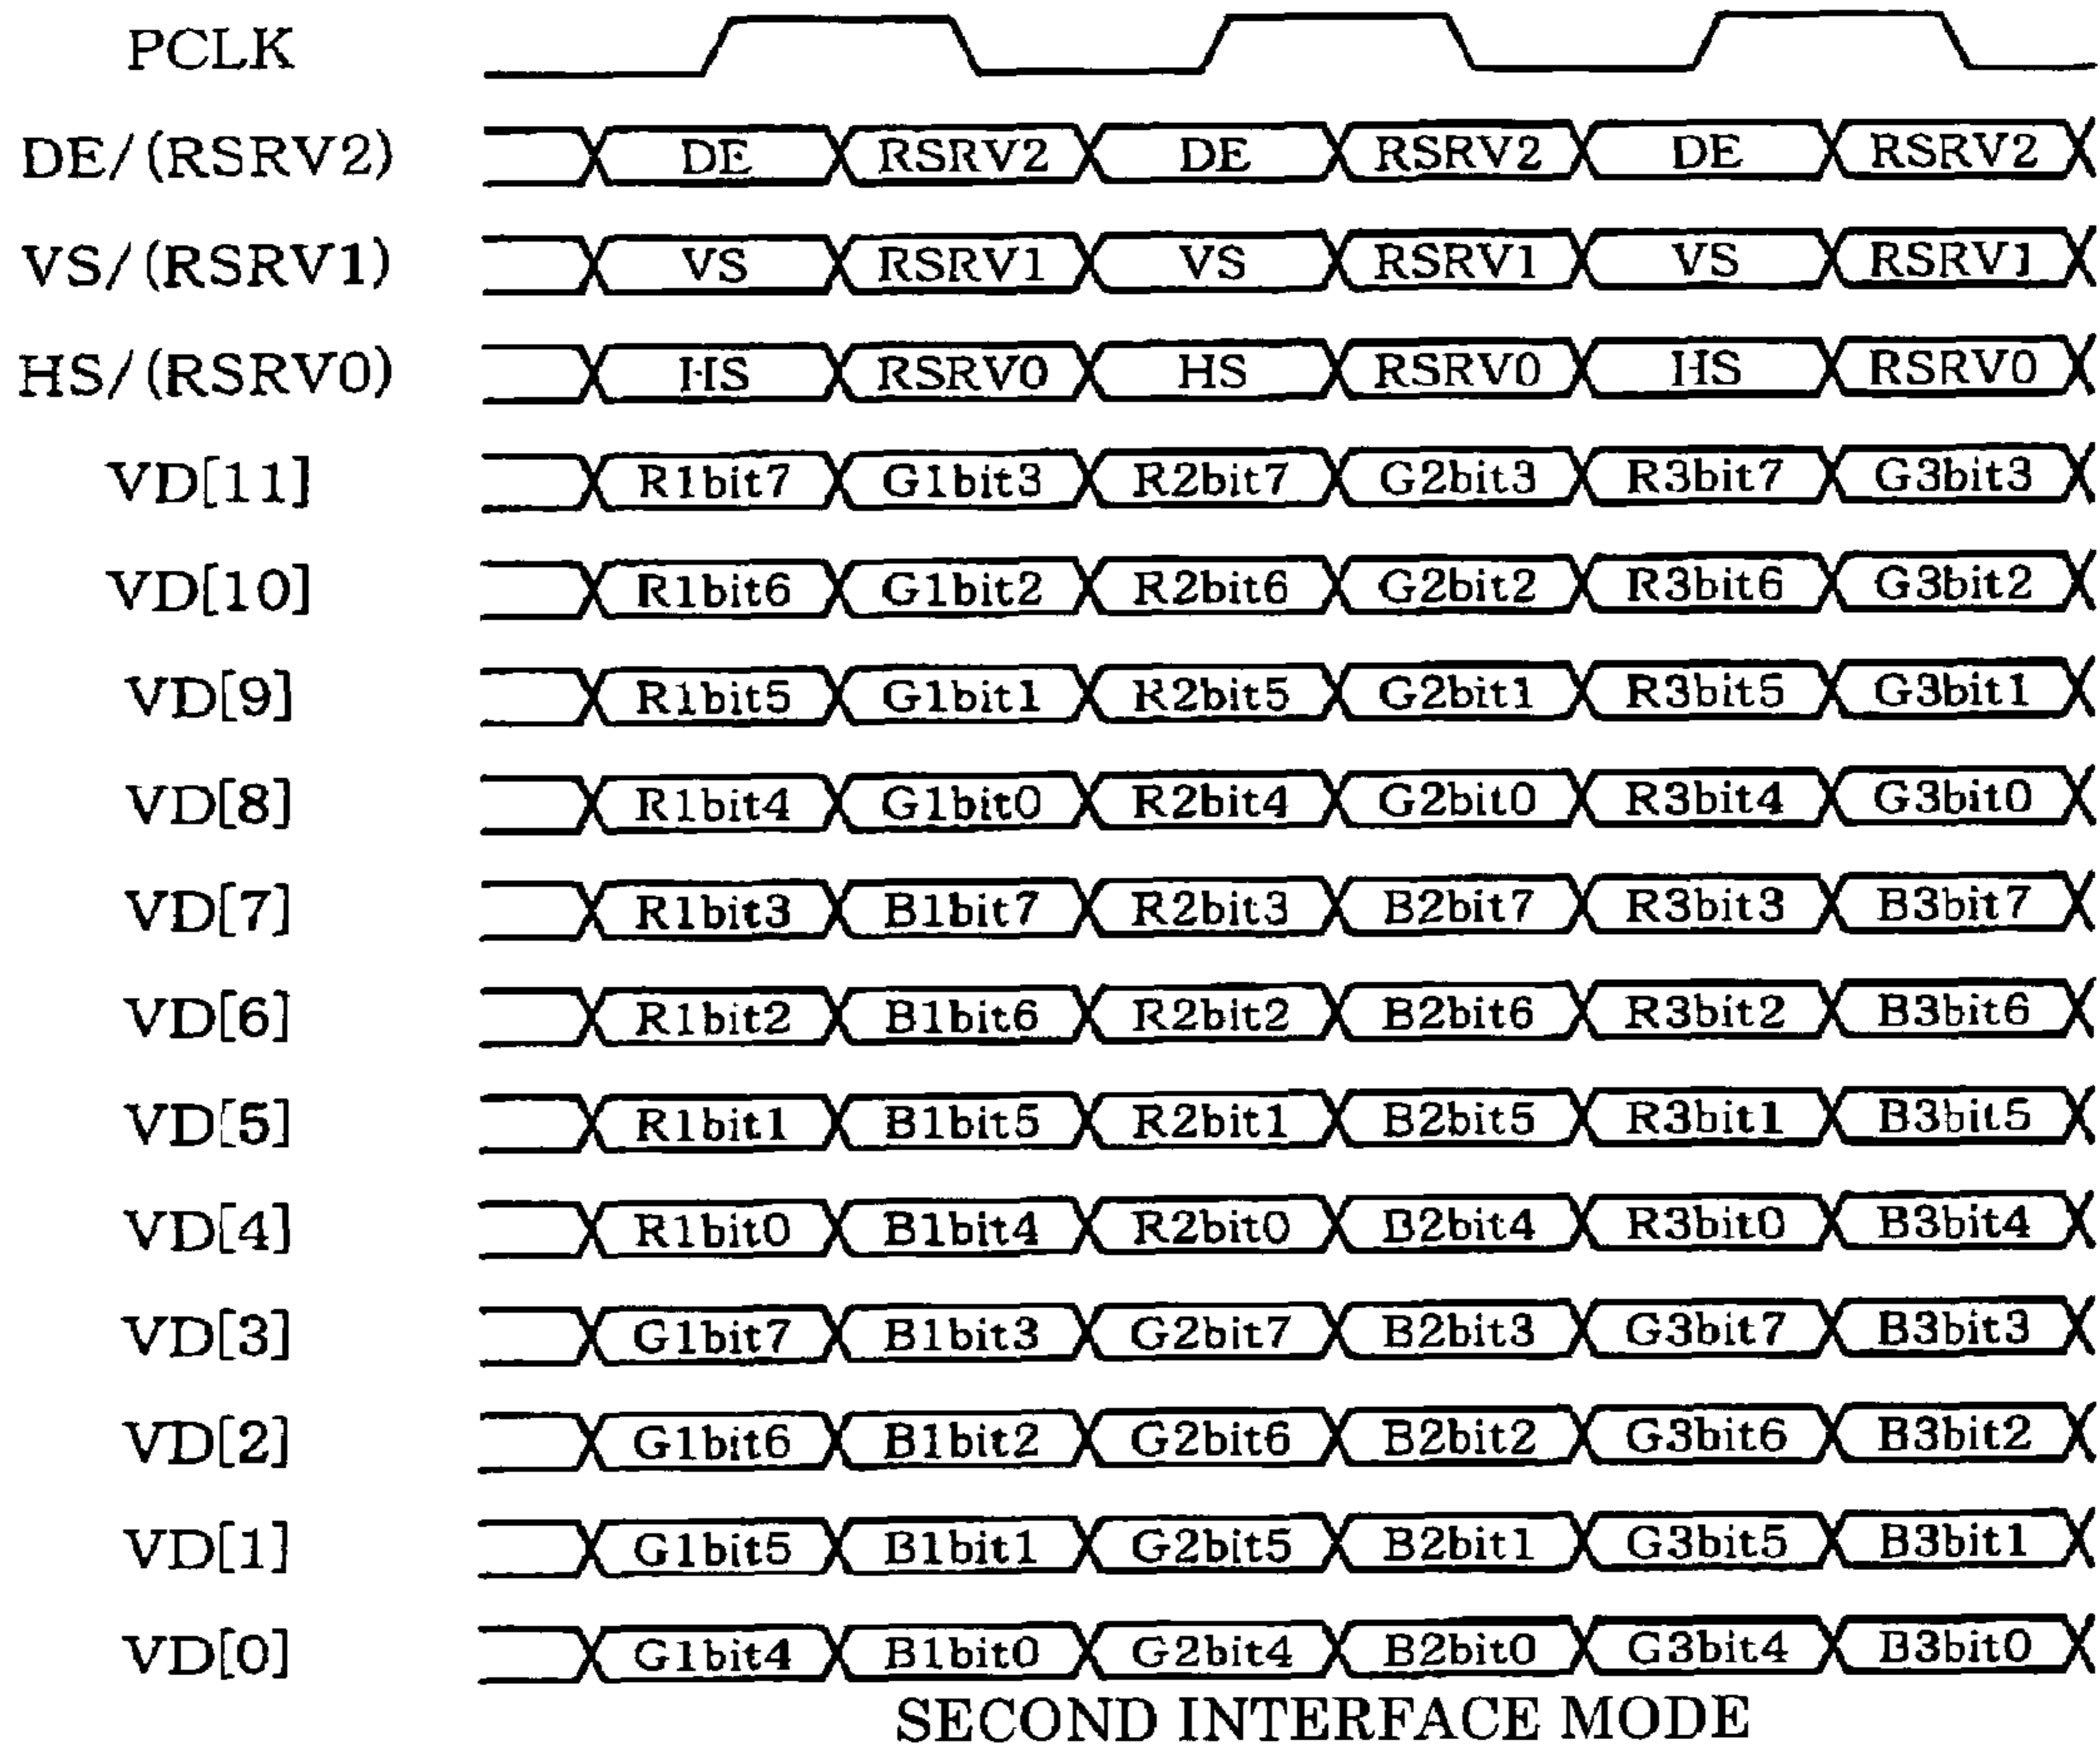 PCLK
DE/(RSRV2) DE RSRV2 DE RSRV2 DE RSRV2
VS/(RSRV1) VS RSRV1 VS RSRV1 VS RSRV1
HS/(RSRV0) HS RSRV0 HS RSRV0 HS RSRV0
VD[11] R1bit7 G1bit3 R2bit7 G2bit3 R3bit7 G3bit3
VD[10] R1bit6 G1bit2 R2bit6 G2bit2 R3bit6 G3bit2
VD[9] R1bit5 G1bit1 R2bit5 G2bit1 R3bit5 G3bit1
VD[8] R1bit4 G1bit0 R2bit4 G2bit0 R3bit4 G3bit0
VD[7] R1bit3 B1bit7 R2bit3 B2bit7 R3bit3 B3bit7
VD[6] R1bit2 B1bit6 R2bit2 B2bit6 R3bit2 B3bit6
VD[5] R1bit1 B1bit5 R2bit1 B2bit5 R3bit1 B3bit5
VD[4] R1bit0 B1bit4 R2bit0 B2bit4 R3bit0 B3bit4
VD[3] G1bit7 B1bit3 G2bit7 B2bit3 G3bit7 B3bit3
VD[2] G1bit6 B1bit2 G2bit6 B2bit2 G3bit6 B3bit2
VD[1] G1bit5 B1bit1 G2bit5 B2bit1 G3bit5 B3bit1
VD[0] G1bit4 B1bit0 G2bit4 B2bit0 G3bit4 B3bit0
SECOND INTERFACE MODE